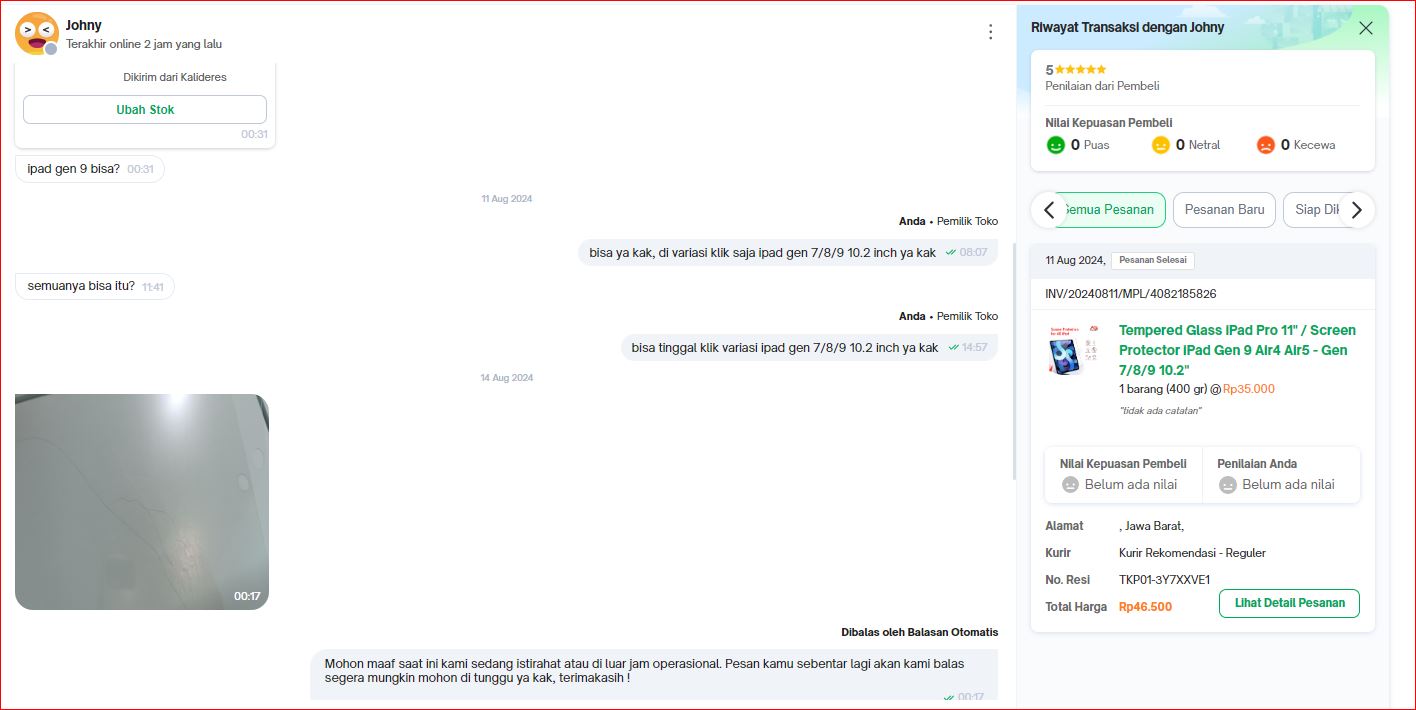 Johny
Terakhir online 2 jam yang lalu
Dikirim dari Kalideres
Ubah Stok
00:31
ipad gen 9 bisa? 00:31
11 Aug 2024
Anda • Pemilik Toko
bisa ya kak, di variasi klik saja ipad gen 7/8/9 10.2 inch ya kak 08:07
semuanya bisa itu? 11:41
Anda • Pemilik Toko
bisa tinggal klik variasi ipad gen 7/8/9 10.2 inch ya kak 14:57
14 Aug 2024
00:17
Dibalas oleh Balasan Otomatis
Mohon maaf saat ini kami sedang istirahat atau di luar jam operasional. Pesan kamu sebentar lagi akan kami balas
segera mungkin mohon di tunggu ya kak, terimakasih !
00:17
Riwayat Transaksi dengan Johny
5
Penilaian dari Pembeli
Nilai Kepuasan Pembeli
0 Puas 0 Netral 0 Kecewa
Semua Pesanan Pesanan Baru Siap Dik
11 Aug 2024, Pesanan Selesai
INV/20240811/MPL/4082185826
Tempered Glass iPad Pro 11" / Screen
Protector iPad Gen 9 Air4 Air5 - Gen
7/8/9 10.2"
1 barang (400 gr) @Rp35.000
"tidak ada catatan"
Nilai Kepuasan Pembeli Penilaian Anda
Belum ada nilai Belum ada nilai
Alamat , Jawa Barat,
Kurir Kurir Rekomendasi - Reguler
No. Resi TKP01-3Y7XXVE1
Total Harga Rp46.500
Lihat Detail Pesanan